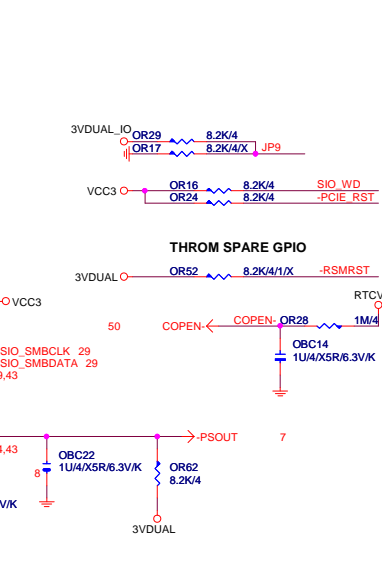 3VDUAL_IO
OR29 8.2K/4
OR17 8.2K/4/X JP9
VCC3
OR16 8.2K/4 SIO_WD
OR24 8.2K/4 -PCIE_RST
THROM SPARE GPIO
3VDUAL OR52 8.2K/4/1/X -RSMRST
RTCV
VCC3
50 COPEN- COPEN- OR28 1M/4
OBC14
1U/4/X5R/6.3V/K
SIO_SMBCLK 29
SIO_SMBDATA 29
9,43
-PSOUT 7
4,43
OBC22
1U/4/X5R/6.3V/K
8
OR62
8.2K/4
V/K
3VDUAL